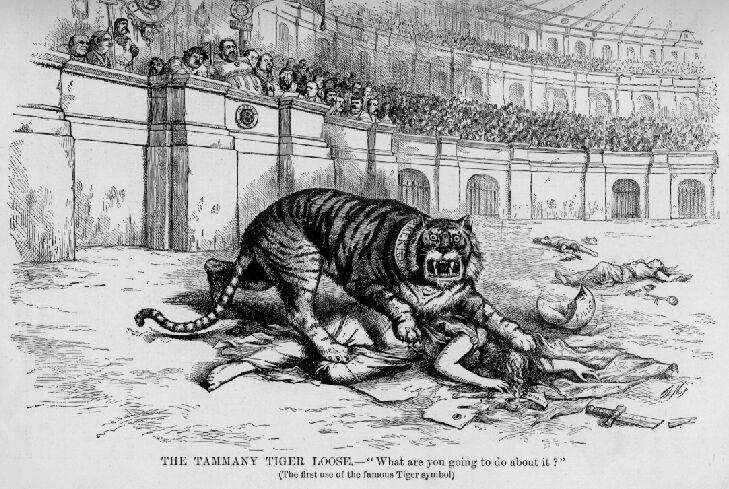 THE TAMMANY TIGER LOOSE.—"What are you going to do about it?"
(The first use of the famous Tiger symbol)